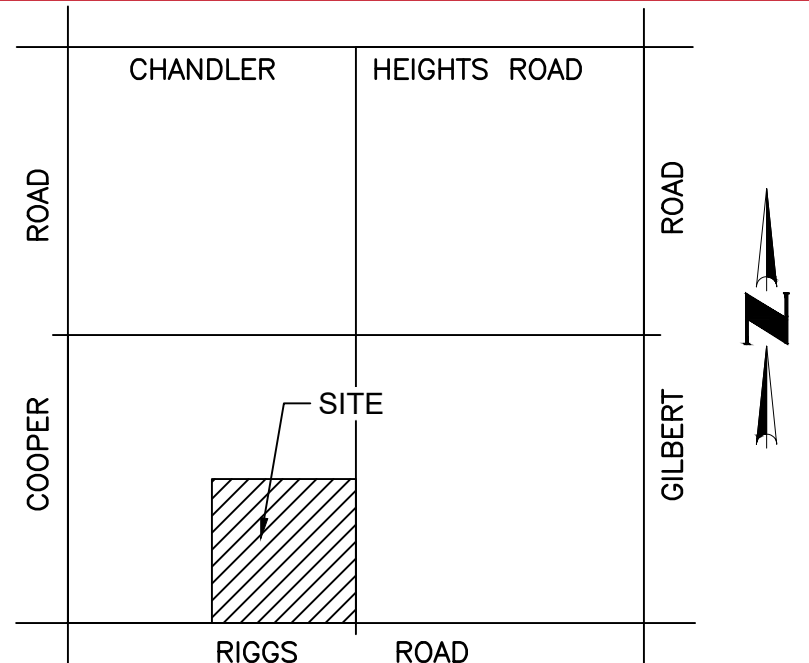 CHANDLER HEIGHTS ROAD
COOPER ROAD
GILBERT ROAD
N
SITE
RIGGS ROAD